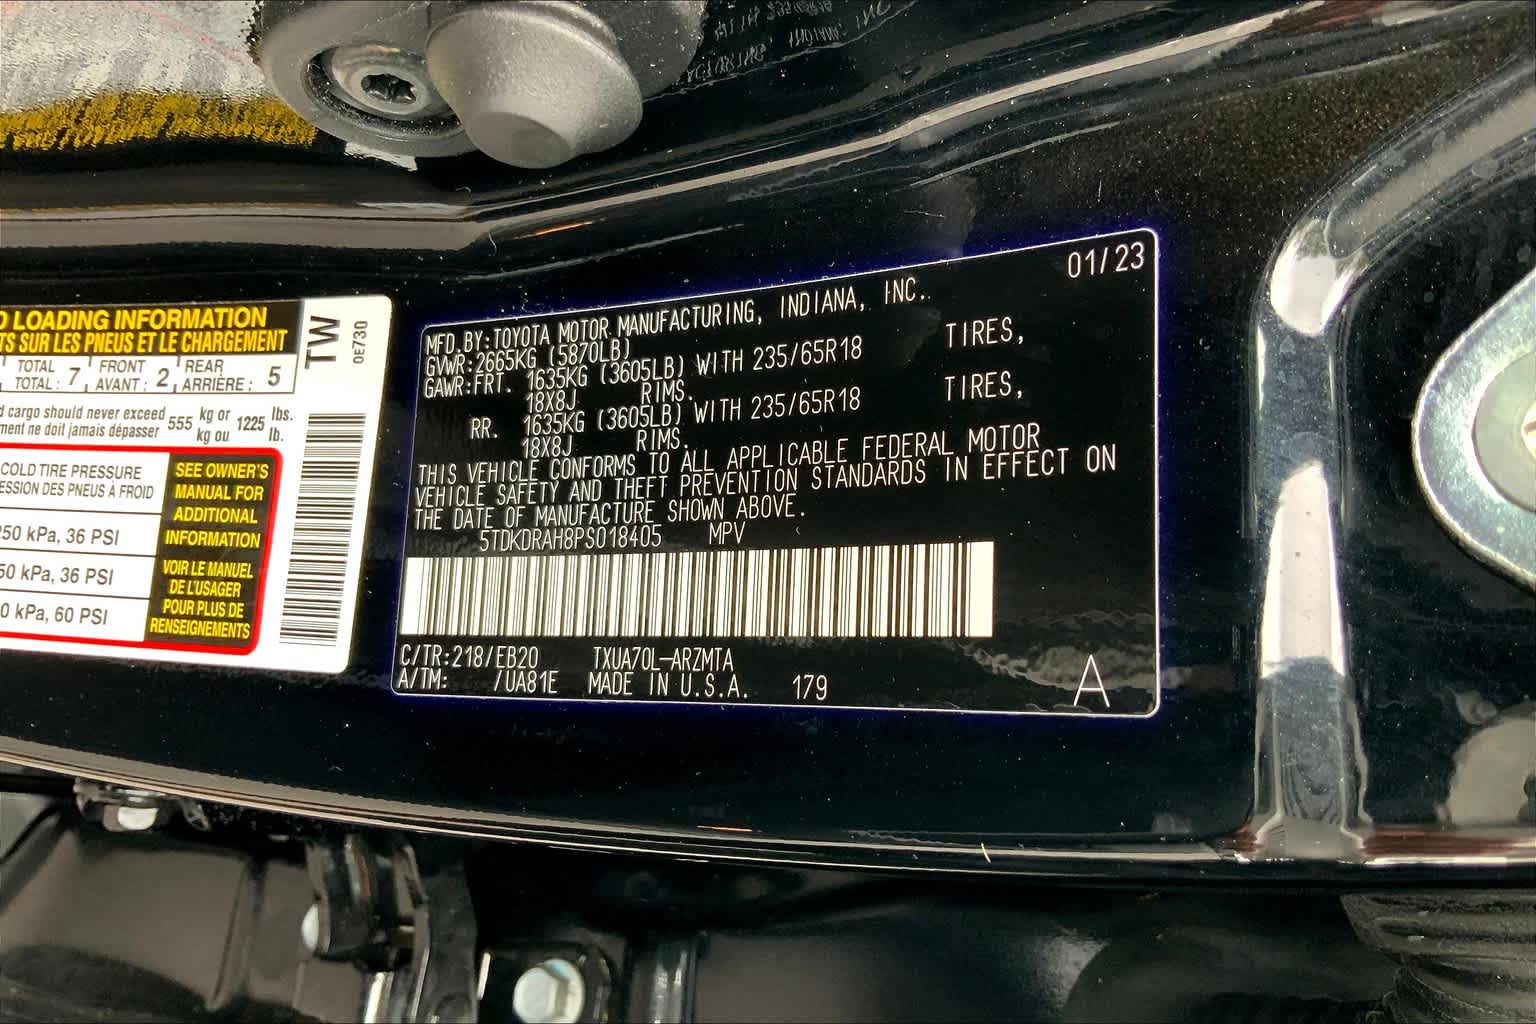 LOADING INFORMATION
TS SUR LES PNEUS ET LE CHARGEMENT
TOTAL TOTAL : 7 FRONT AVANT : 2 REAR ARRIÈRE : 5
d cargo should never exceed 555 kg or 1225 lbs.
ment ne doit jamais dépasser kg ou lb.
COLD TIRE PRESSURE
ESSION DES PNEUS À FROID
250 kPa, 36 PSI
50 kPa, 36 PSI
0 kPa, 60 PSI
SEE OWNER'S
MANUAL FOR
ADDITIONAL
INFORMATION
VOIR LE MANUEL
DE L'USAGER
POUR PLUS DE
RENSEIGNEMENTS
TW
0E730
01/23
MFD. BY: TOYOTA MOTOR MANUFACTURING, INDIANA, INC.
GVWR: 2665KG (5870LB)
GAWR: FRT. 1635KG (3605LB) WITH 235/65R18 TIRES,
18X8J RIMS.
RR. 1635KG (3605LB) WITH 235/65R18 TIRES,
18X8J RIMS.
THIS VEHICLE CONFORMS TO ALL APPLICABLE FEDERAL MOTOR
VEHICLE SAFETY AND THEFT PREVENTION STANDARDS IN EFFECT ON
THE DATE OF MANUFACTURE SHOWN ABOVE.
5TDKDRAH8PS018405 MPV
C/TR: 218/EB20 TXUA70L-ARZMTA
A/TM: /UA81E MADE IN U.S.A. 179
A